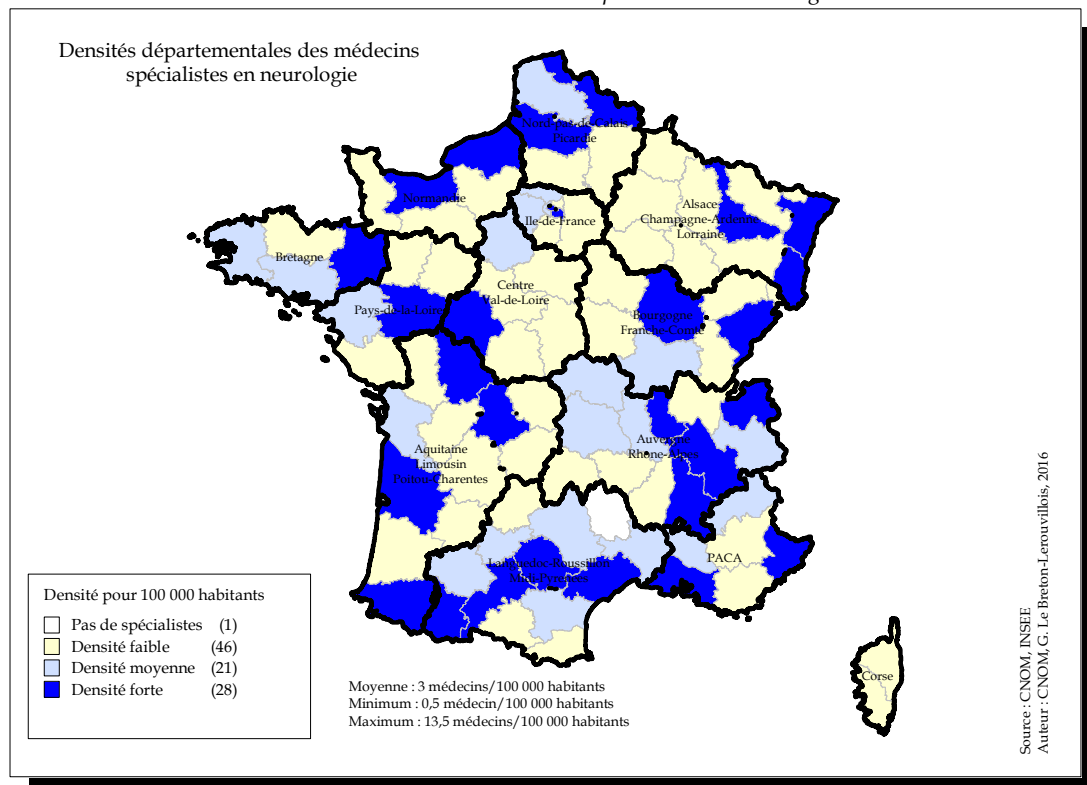 Densités départementales des médecins
spécialistes en neurologie
Nord-pas-de-Calais
Picardie
Normandie
Ile-de-France
Alsace
Champagne-Ardenne
Lorraine
Bretagne
Centre
Val-de-Loire
Pays-de-la-Loire
Bourgogne
Franche-Comté
Auvergne
Rhone-Alpes
Aquitaine
Limousin
Poitou-Charentes
Languedoc-Roussillon
Midi-Pyrénées
PACA
Corse
Densité pour 100 000 habitants
Pas de spécialistes (1)
Densité faible (46)
Densité moyenne (21)
Densité forte (28)
Moyenne : 3 médecins/100 000 habitants
Minimum : 0,5 médecin/100 000 habitants
Maximum : 13,5 médecins/100 000 habitants
Source : CNOM, INSEE
Auteur : CNOM, G. Le Breton-Lerouvillois, 2016